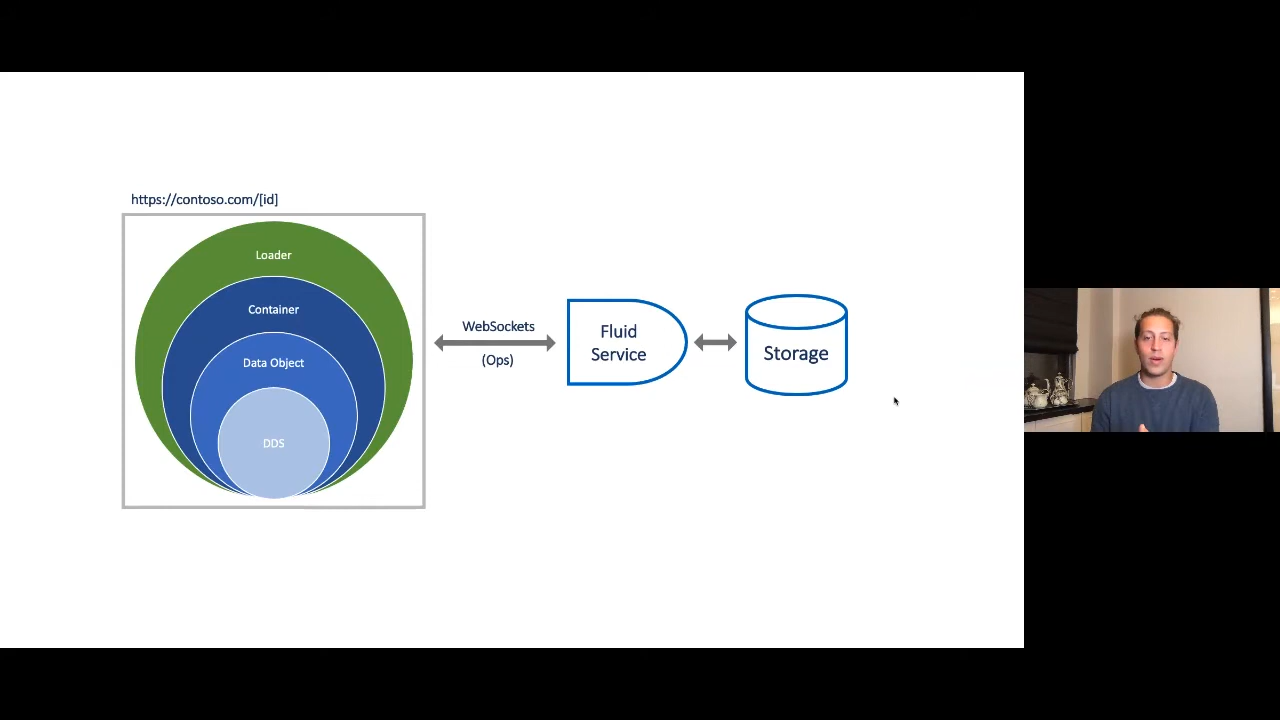 https://contoso.com/[id]
Loader
Container
Data Object
DDS
WebSockets
(Ops)
Fluid
Service
Storage